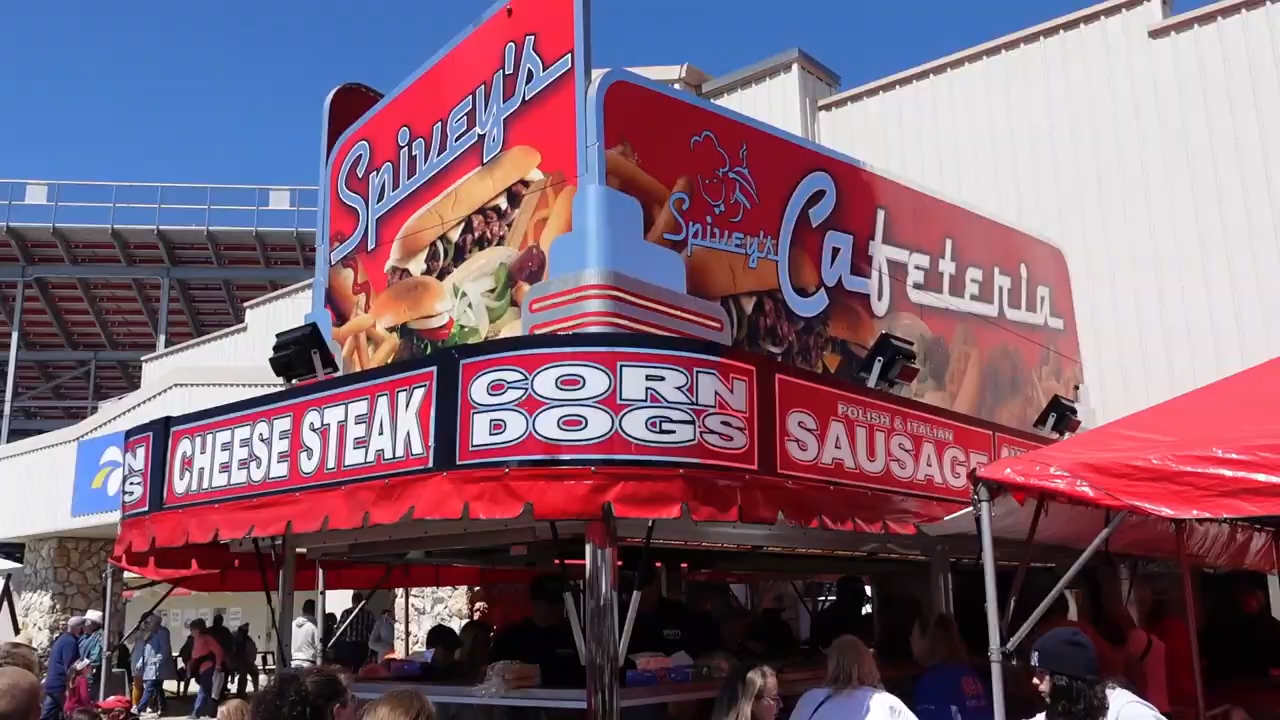 Spivey's
Spivey's
Cafeteria
CHEESE STEAK
CORN
DOGS
POLISH & ITALIAN
SAUSAGE
N
S